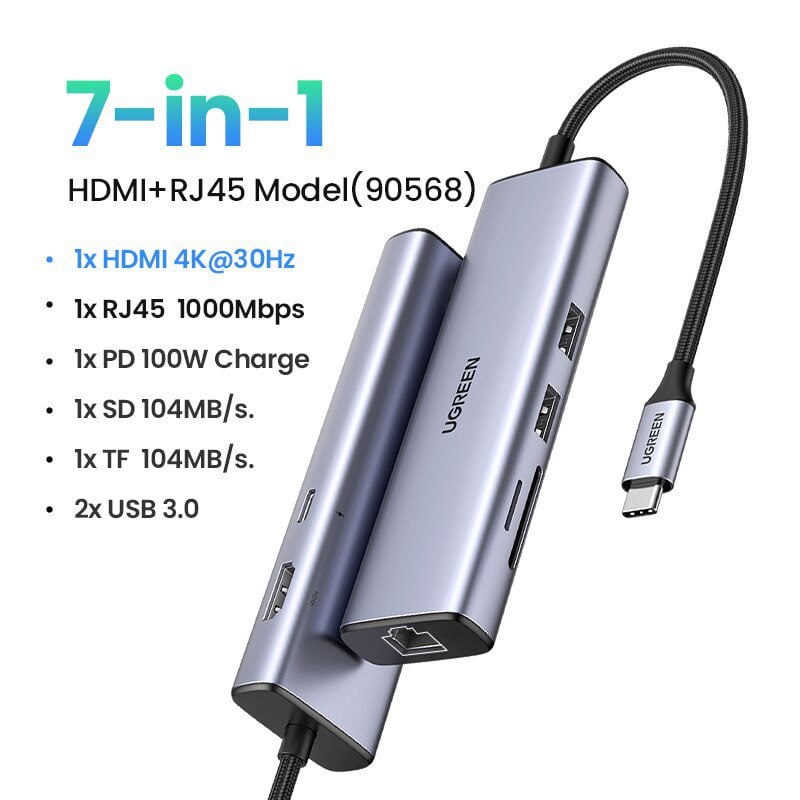 7-in-1
HDMI+RJ45 Model(90568)
• 1x HDMI 4K@30Hz
• 1x RJ45  1000Mbps
• 1x PD 100W Charge
• 1x SD 104MB/s.
• 1x TF  104MB/s.
• 2x USB 3.0
UGREEN
UGREEN
HDMI